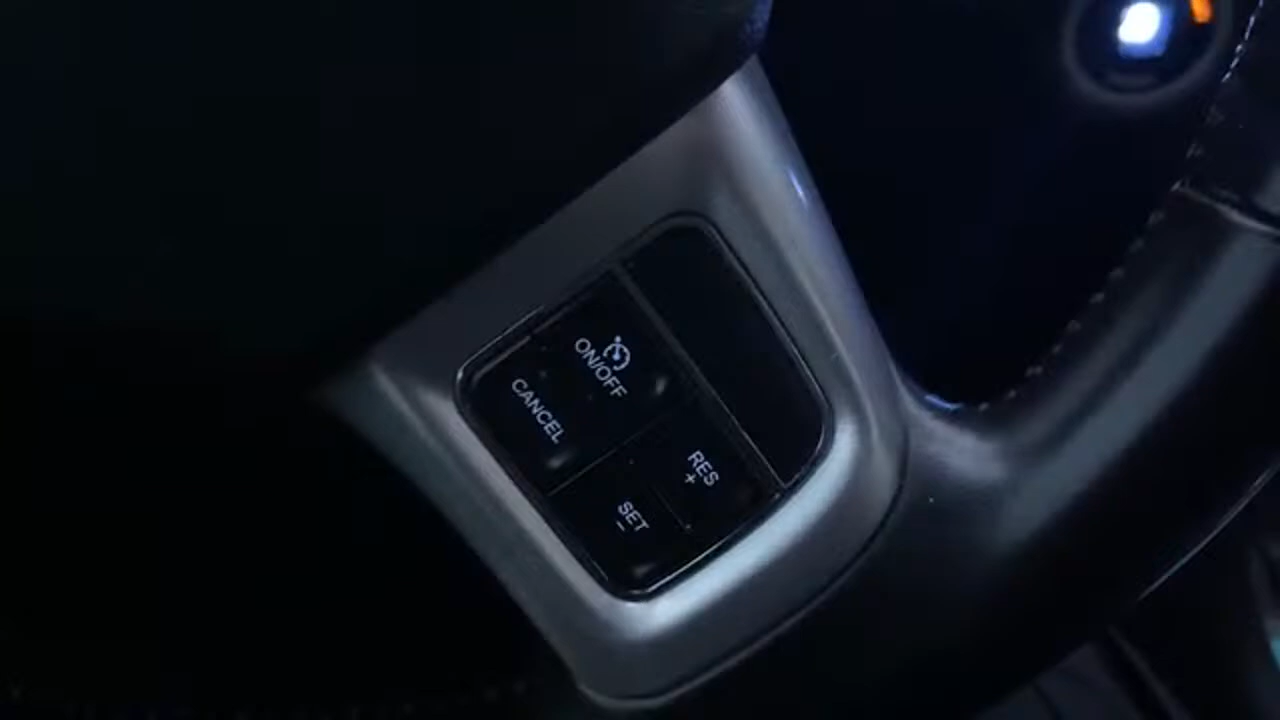 ON/OFF
CANCEL
RES
+
SET
−